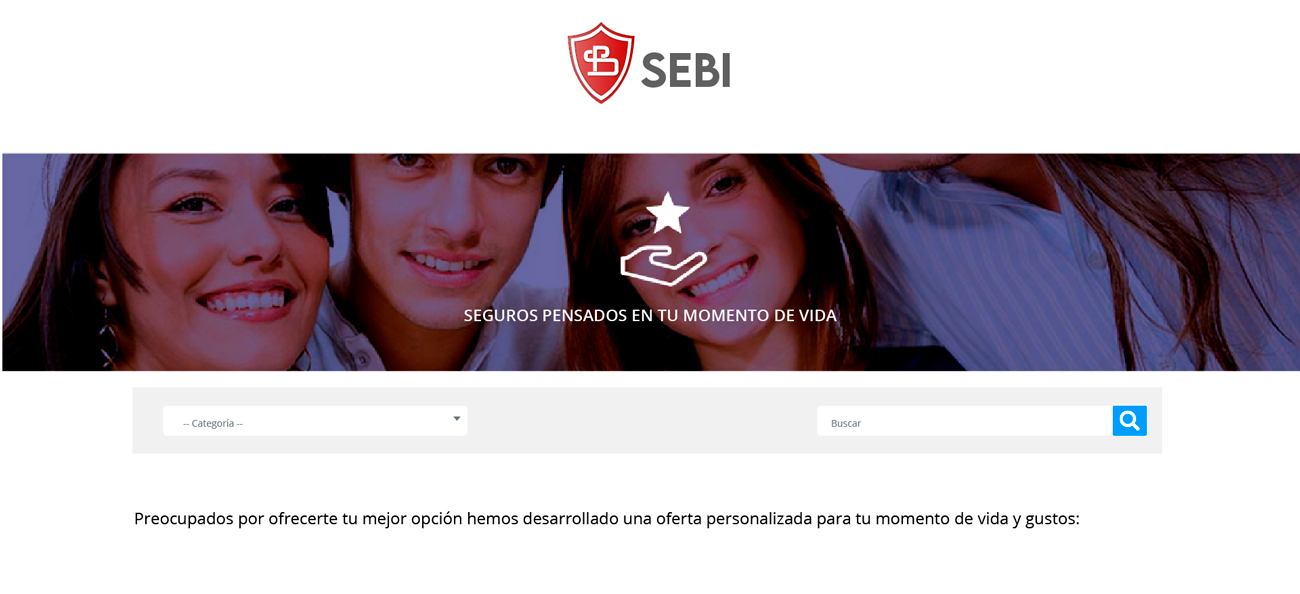 SEBI
SEGUROS PENSADOS EN TU MOMENTO DE VIDA
-- Categoría --
Buscar
Preocupados por ofrecerte tu mejor opción hemos desarrollado una oferta personalizada para tu momento de vida y gustos: